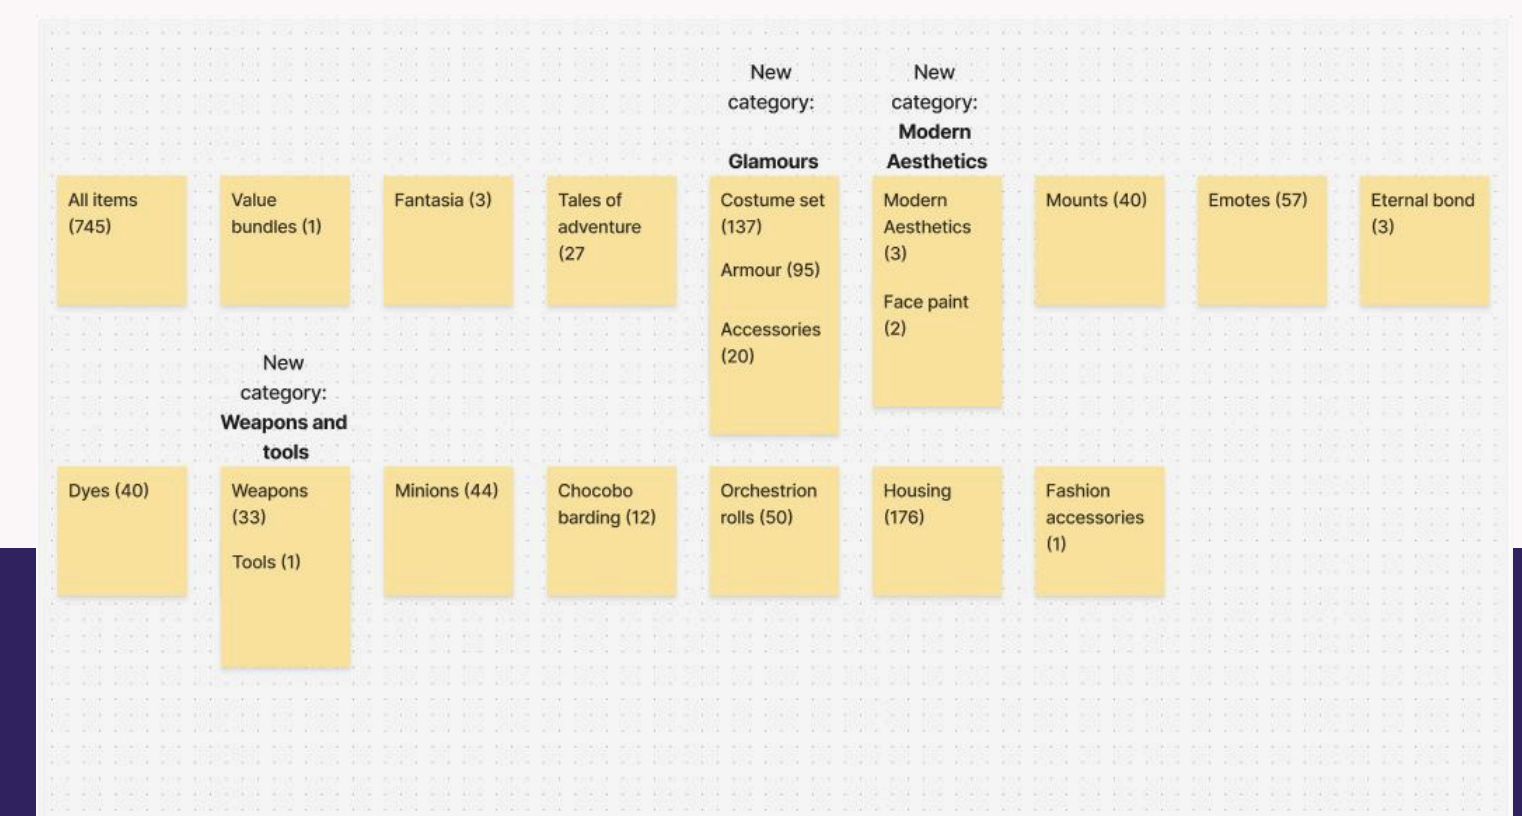 New
category:
Glamours
New
category:
Modern
Aesthetics
All items
(745)
Value
bundles (1)
Fantasia (3)
Tales of
adventure
(27
Costume set
(137)
Armour (95)
Accessories
(20)
Modern
Aesthetics
(3)
Face paint
(2)
Mounts (40)
Emotes (57)
Eternal bond
(3)
New
category:
Weapons and
tools
Dyes (40)
Weapons
(33)
Tools (1)
Minions (44)
Chocobo
barding (12)
Orchestrion
rolls (50)
Housing
(176)
Fashion
accessories
(1)